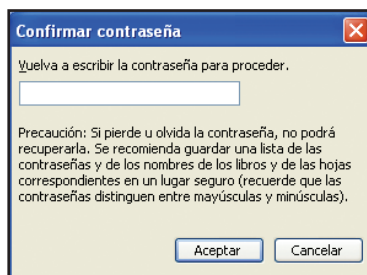 Confirmar contraseña
Vuelva a escribir la contraseña para proceder.
Precaución: Si pierde u olvida la contraseña, no podrá
recuperarla. Se recomienda guardar una lista de las
contraseñas y de los nombres de los libros y de las hojas
correspondientes en un lugar seguro (recuerde que las
contraseñas distinguen entre mayúsculas y minúsculas).
Aceptar
Cancelar